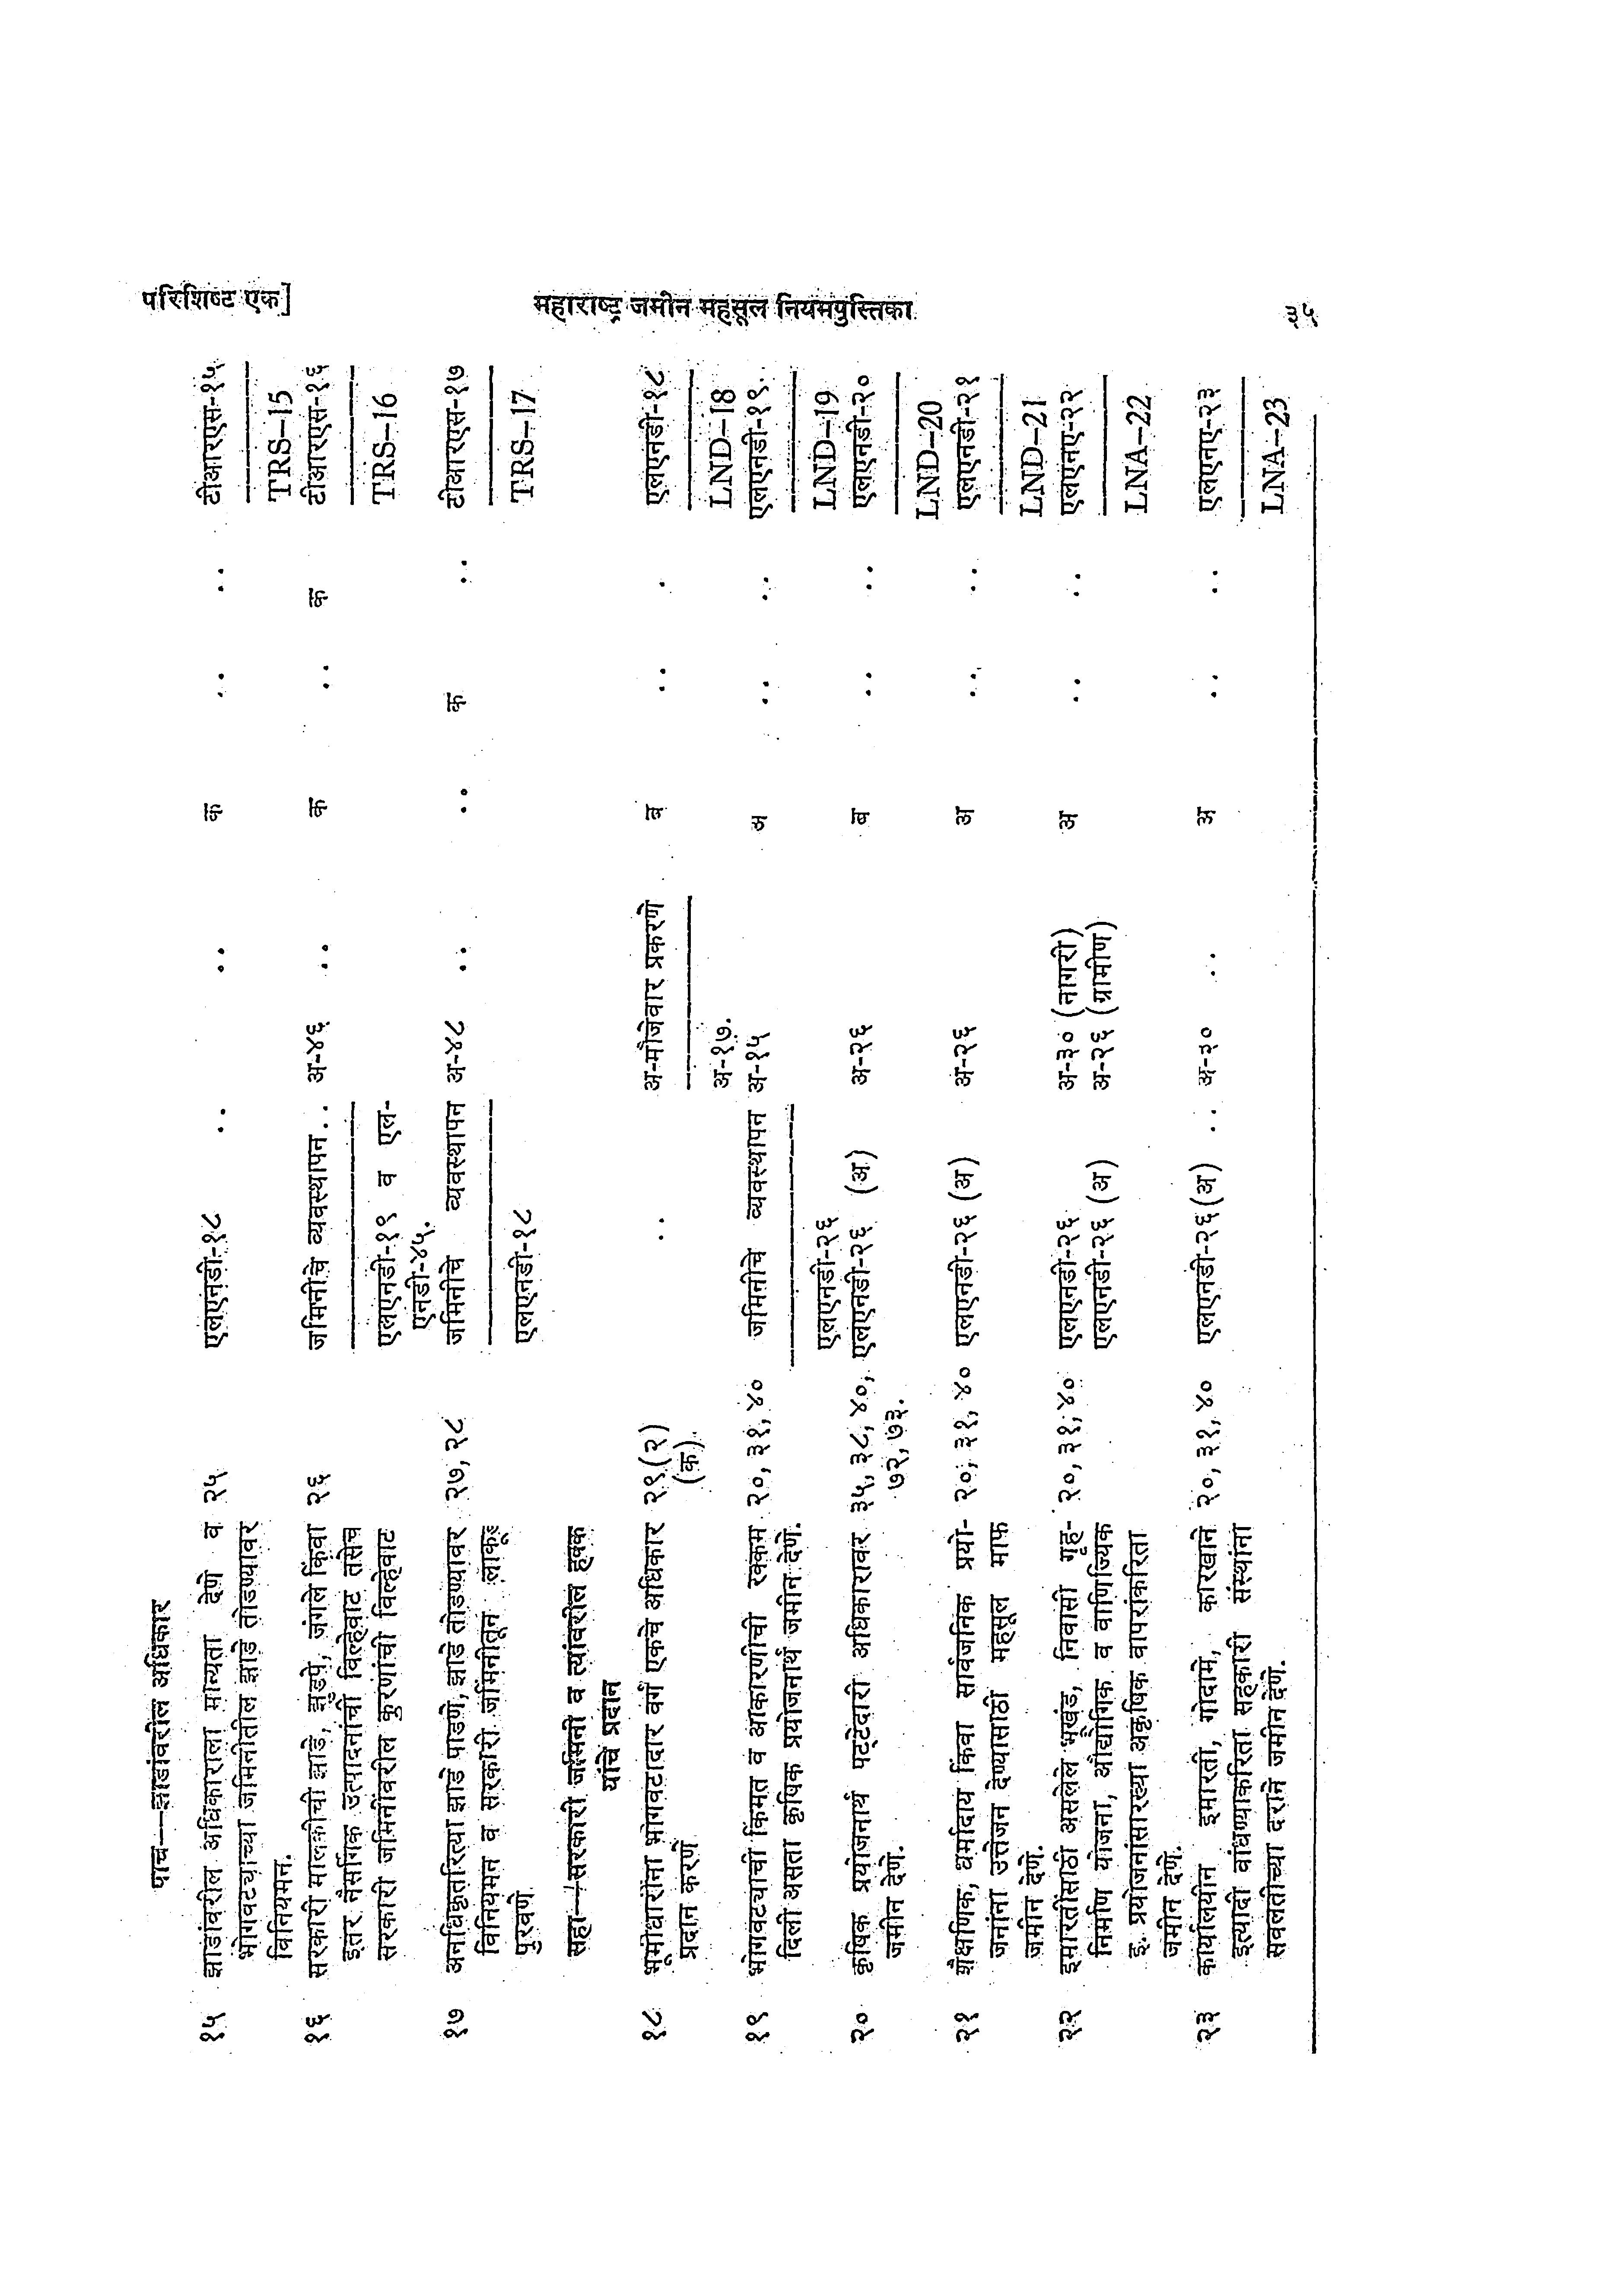 परिशिष्ट एक]
महाराष्ट्र जमीन महसूल नियमपुस्तिका
३५
पाच—झाडांवरील अधिकार
१५ झाडांवरील अधिकाराला मान्यता देणे व २५ एलएनडी-१८ .. .. क .. .. टीआरएस-१५
भोगवट्याच्या जमिनीतील झाडे तोडण्यावर TRS–15
विनियमन.
१६ सरकारी मालकीची झाडे, झुडपे, जंगले किंवा २६ जमिनीचे व्यवस्थापन.. अ-४६ .. क .. क टीआरएस-१६
इतर नैसर्गिक उत्पादनांची विल्हेवाट तसेच
सरकारी जमिनींवरील कुरणांची विल्हेवाट एलएनडी-१९ व एल- TRS–16
एनडी-४५.
१७ अनधिकृतरित्या झाडे पाडणे, झाडे तोडण्यावर २७, २८ जमिनीचे व्यवस्थापन अ-४८ .. .. क .. टीआरएस-१७
विनियमन व सरकारी जमिनीतून लाकूड
पुरवणे. एलएनडी-१८ TRS–17
सहा—सरकारी जमिनी व त्यांवरील हक्क
यांचे प्रदान
१८ भूमीधारींना भोगवटादार वर्ग एकचे अधिकार २९(२) .. अ-मौजेवार प्रकरणे ब .. . एलएनडी-१८
प्रदान करणे (क).
अ-१७. LND–18
१९ भोगवट्याची किंमत व आकारणीची रक्कम २०, ३१, ४० जमिनीचे व्यवस्थापन अ-१५ अ .. .. एलएनडी-१९.
दिली असता कृषिक प्रयोजनार्थ जमीन देणे.
एलएनडी-२६ LND–19
२० कृषिक प्रयोजनार्थ पट्टेदारी अधिकारावर ३५, ३८, ४०, एलएनडी-२६ (अ) अ-२६ ब .. .. एलएनडी-२०
जमीन देणे. ७२, ७३.
LND–20
२१ शैक्षणिक, धर्मादाय किंवा सार्वजनिक प्रयो- २०, ३१, ४० एलएनडी-२६ (अ) अ-२६ अ .. .. एलएनडी-२१
जनांना उत्तेजन देण्यासाठी महसूल माफ
जमीन देणे. LND–21
२२ इमारतींसाठी असलेले भूखंड, निवासी गृह- २०, ३१, ४० एलएनडी-२६ अ-३० (नागरी) अ .. .. एलएनए-२२
निर्माण योजना, औद्योगिक व वाणिज्यिक एलएनडी-२६ (अ) अ-२६ (ग्रामीण)
इ. प्रयोजनांसारख्या अकृषिक वापरांकरिता LNA–22
जमीन देणे.
२३ कार्यालयीन इमारती, गोदामे, कारखाने २०, ३१, ४० एलएनडी-२६(अ) .. अ-३० .. अ .. .. एलएनए-२३
इत्यादी बांधण्याकरिता सहकारी संस्थांना
सवलतीच्या दराने जमीन देणे. LNA–23